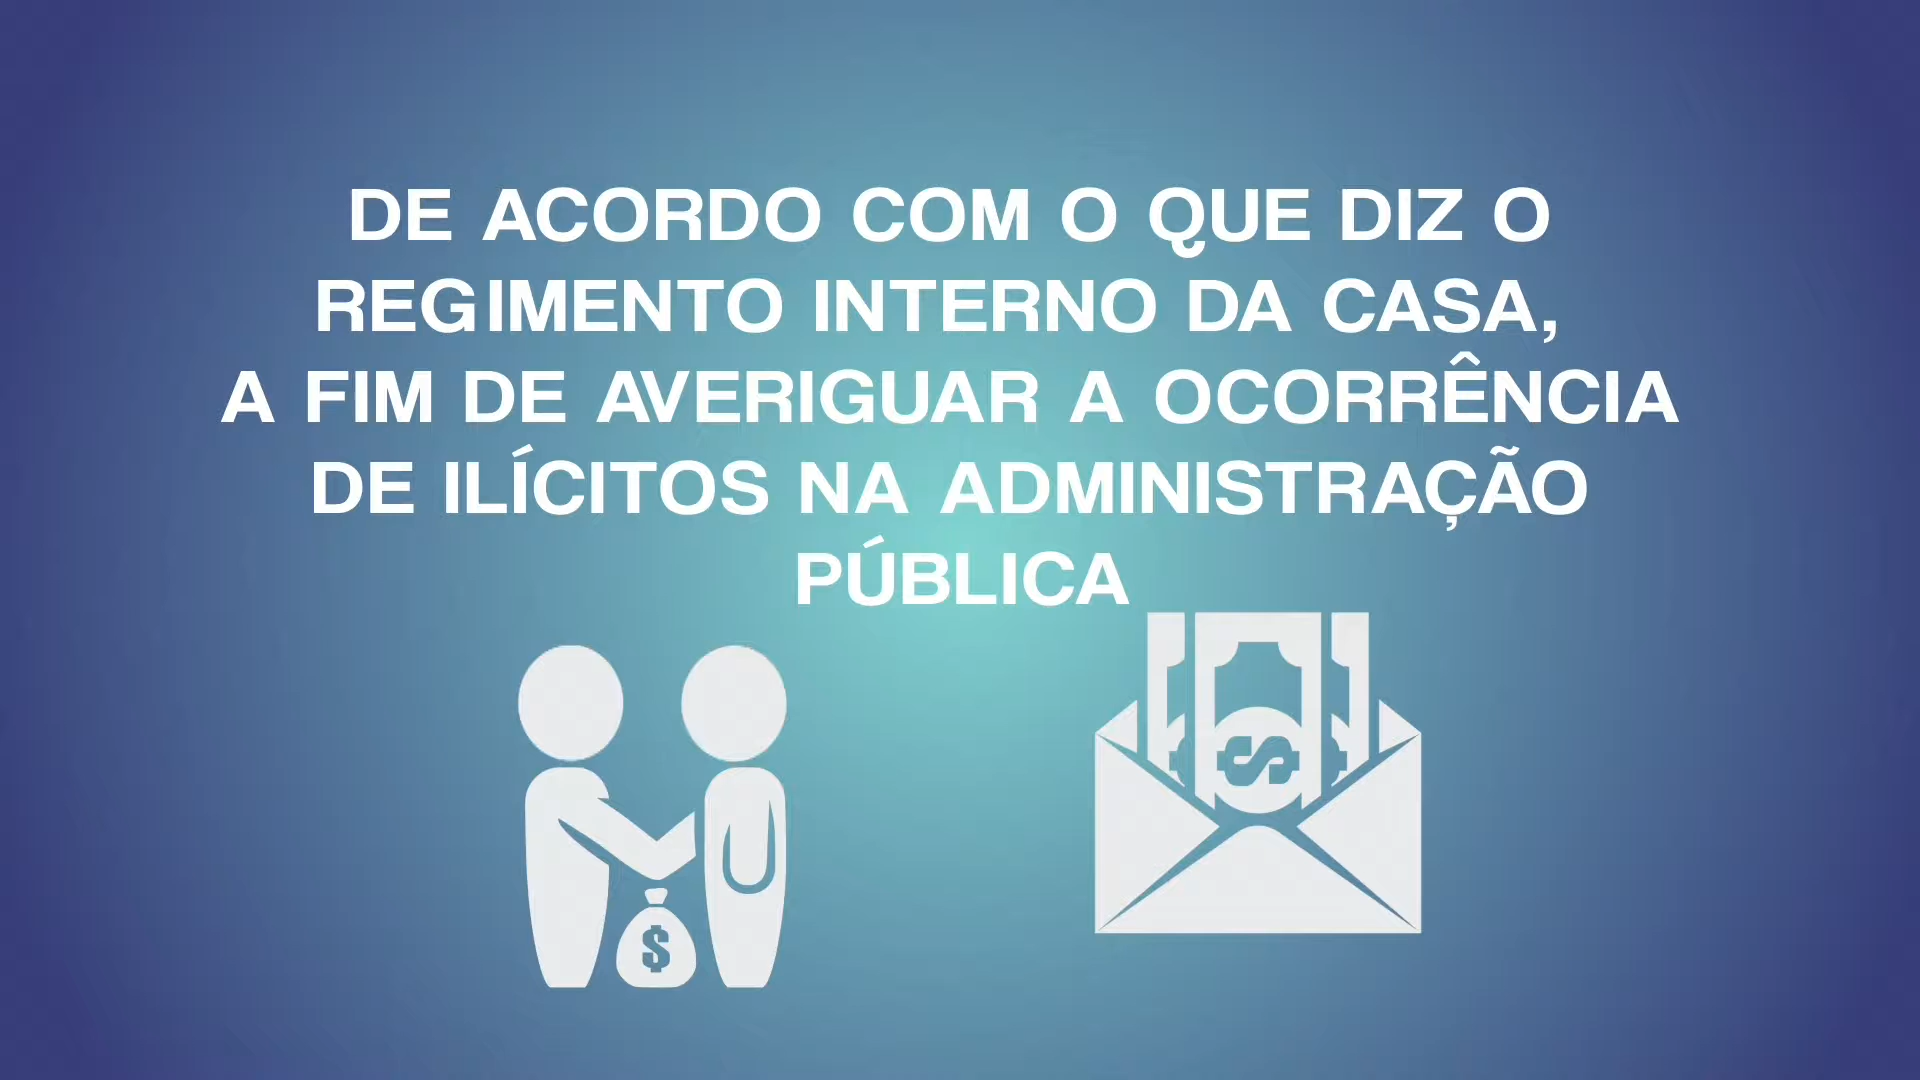 DE ACORDO COM O QUE DIZ O
REGIMENTO INTERNO DA CASA,
A FIM DE AVERIGUAR A OCORRÊNCIA
DE ILÍCITOS NA ADMINISTRAÇÃO
PÚBLICA
$
$